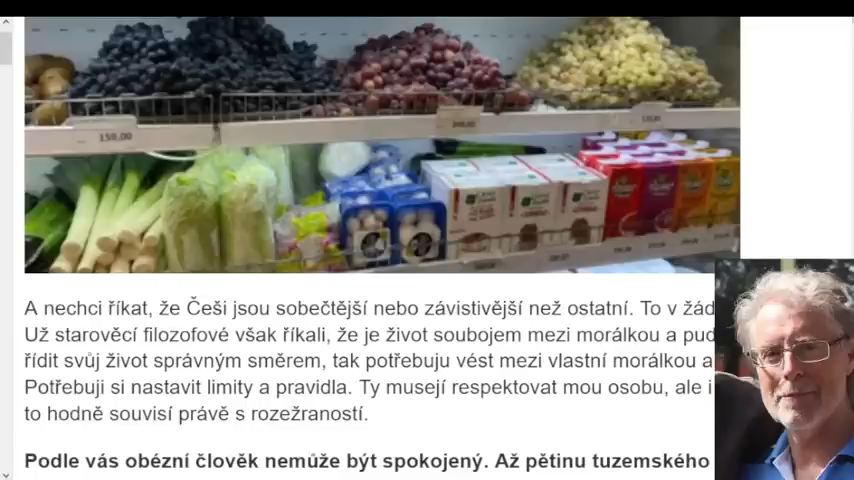 159,00
A nechci říkat, že Češi jsou sobečtější nebo závistivější než ostatní. To v žád
Už starověcí filozofové však říkali, že je život soubojem mezi morálkou a pud
řídit svůj život správným směrem, tak potřebuju vést mezi vlastní morálkou a
Potřebuji si nastavit limity a pravidla. Ty musejí respektovat mou osobu, ale i
to hodně souvisí právě s rozežraností.
Podle vás obézní člověk nemůže být spokojený. Až pětinu tuzemského